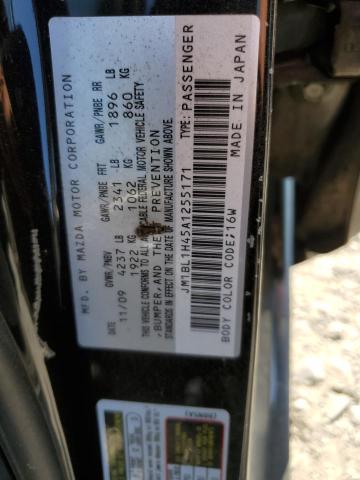 MFD. BY MAZDA MOTOR CORPORATION
GVWR/PNBV GAWR/PNBE FRT GAWR/PNBE RR
11/09 4237 LB 2341 LB 1896 LB
1922 KG 1062 KG 860 KG
THIS VEHICLE CONFORMS TO ALL APPLICABLE FEDERAL MOTOR VEHICLE SAFETY
,BUMPER,AND THEFT PREVENTION
STANDARDS IN EFFECT ON THE DATE OF MANUFACTURE SHOWN ABOVE.
JM1BL1H45A1255171 TYPE:PASSENGER
BODY COLOR CODE;16W MADE IN JAPAN